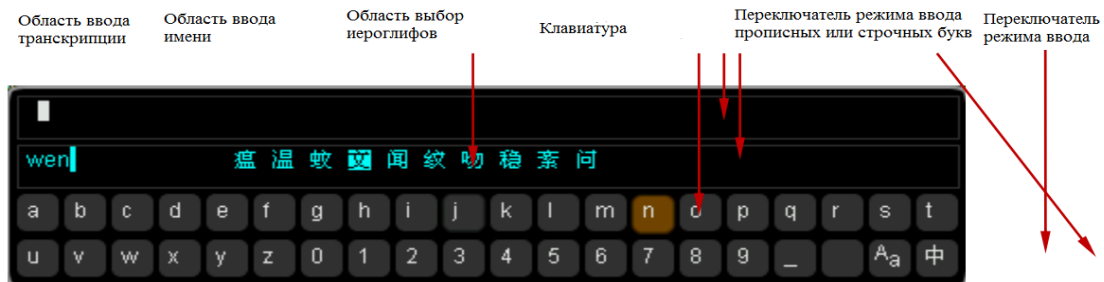 Область ввода
транскрипции
Область ввода
имени
Область выбор
иероглифов
Клавиатура
Переключатель режима ввода
прописных или строчных букв
Переключатель
режима ввода
wen 瘟 温 蚊 文 闻 纹 吻 稳 紊 问
a b c d e f g h i j k l m n o p q r s t
u v w x y z 0 1 2 3 4 5 6 7 8 9 _ Aa 中